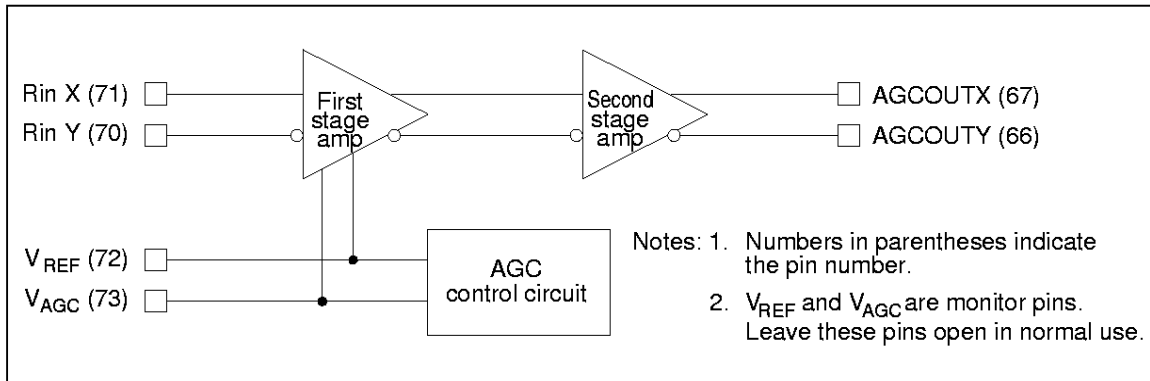 Rin X (71)
Rin Y (70)
First
stage
amp
Second
stage
amp
AGCOUTX (67)
AGCOUTY (66)
VREF (72)
VAGC (73)
AGC
control circuit
Notes: 1. Numbers in parentheses indicate
the pin number.
2. VREF and VAGC are monitor pins.
Leave these pins open in normal use.